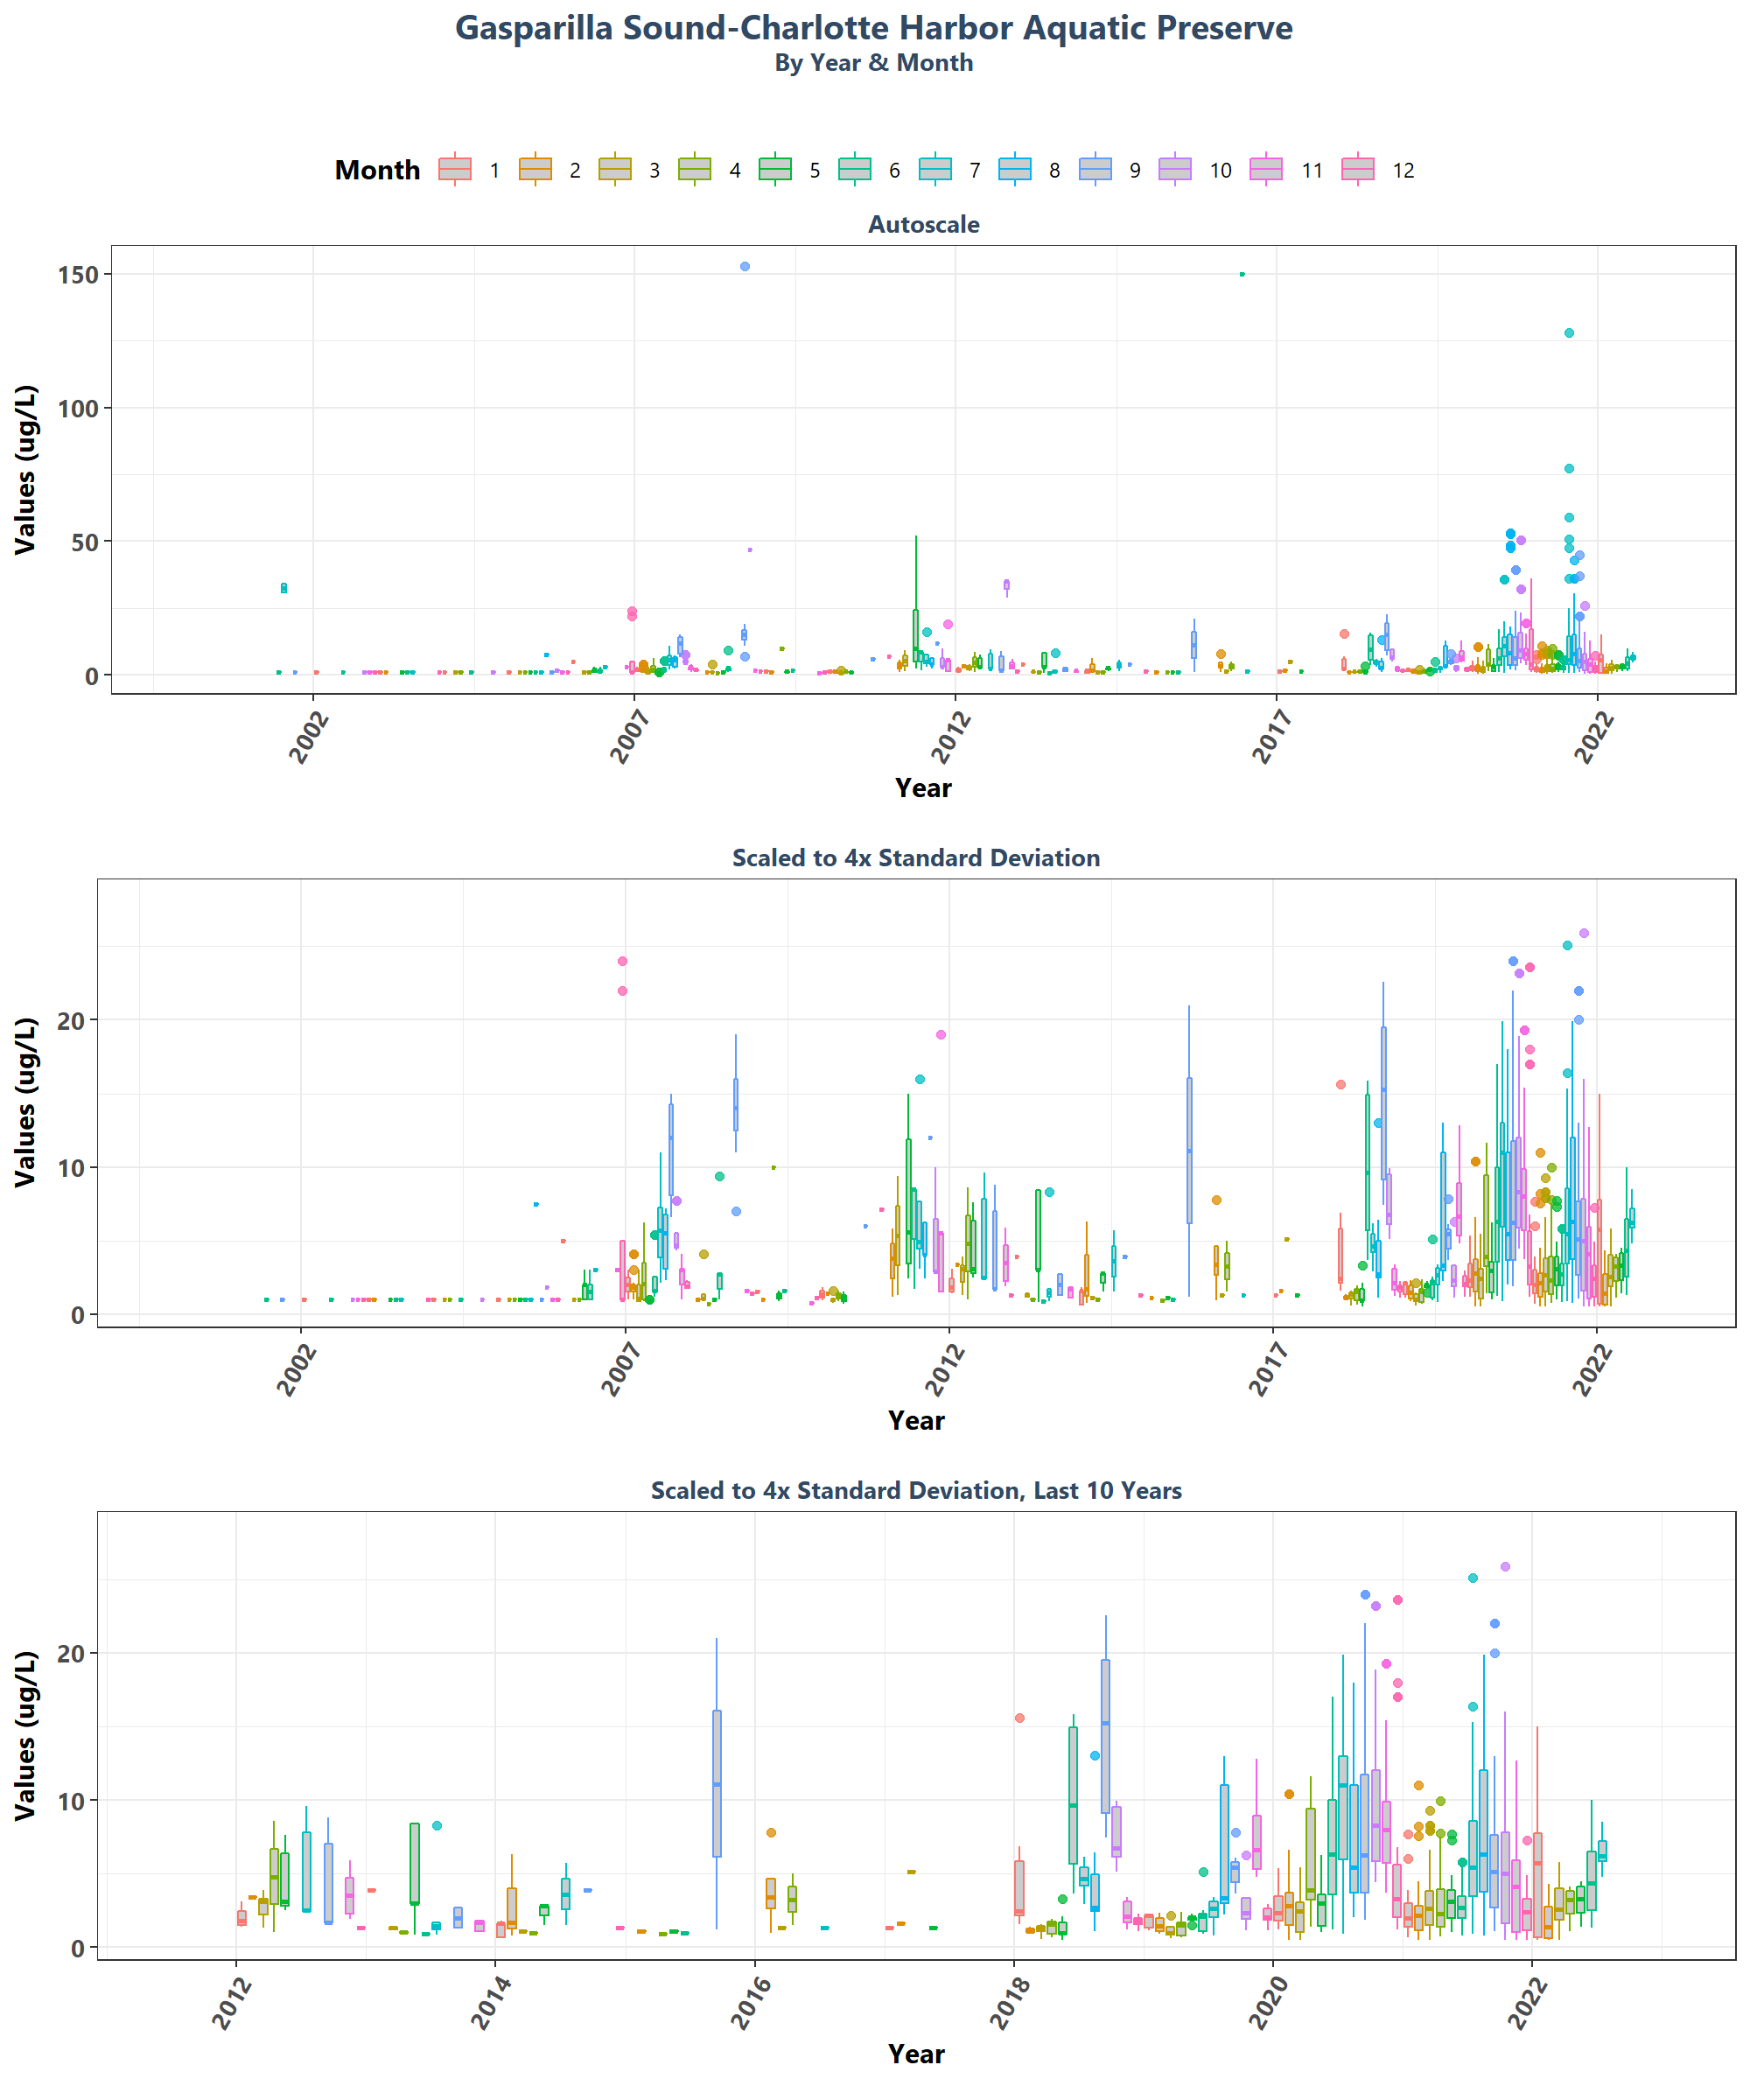 Gasparilla Sound-Charlotte Harbor Aquatic Preserve
By Year & Month
Month 1 2 3 4 5 6 7 8 9 10 11 12
Autoscale
Values (ug/L)
150
100
50
0
2002 2007 2012 2017 2022
Year
Scaled to 4x Standard Deviation
Values (ug/L)
20
10
0
2002 2007 2012 2017 2022
Year
Scaled to 4x Standard Deviation, Last 10 Years
Values (ug/L)
20
10
0
2012 2014 2016 2018 2020 2022
Year